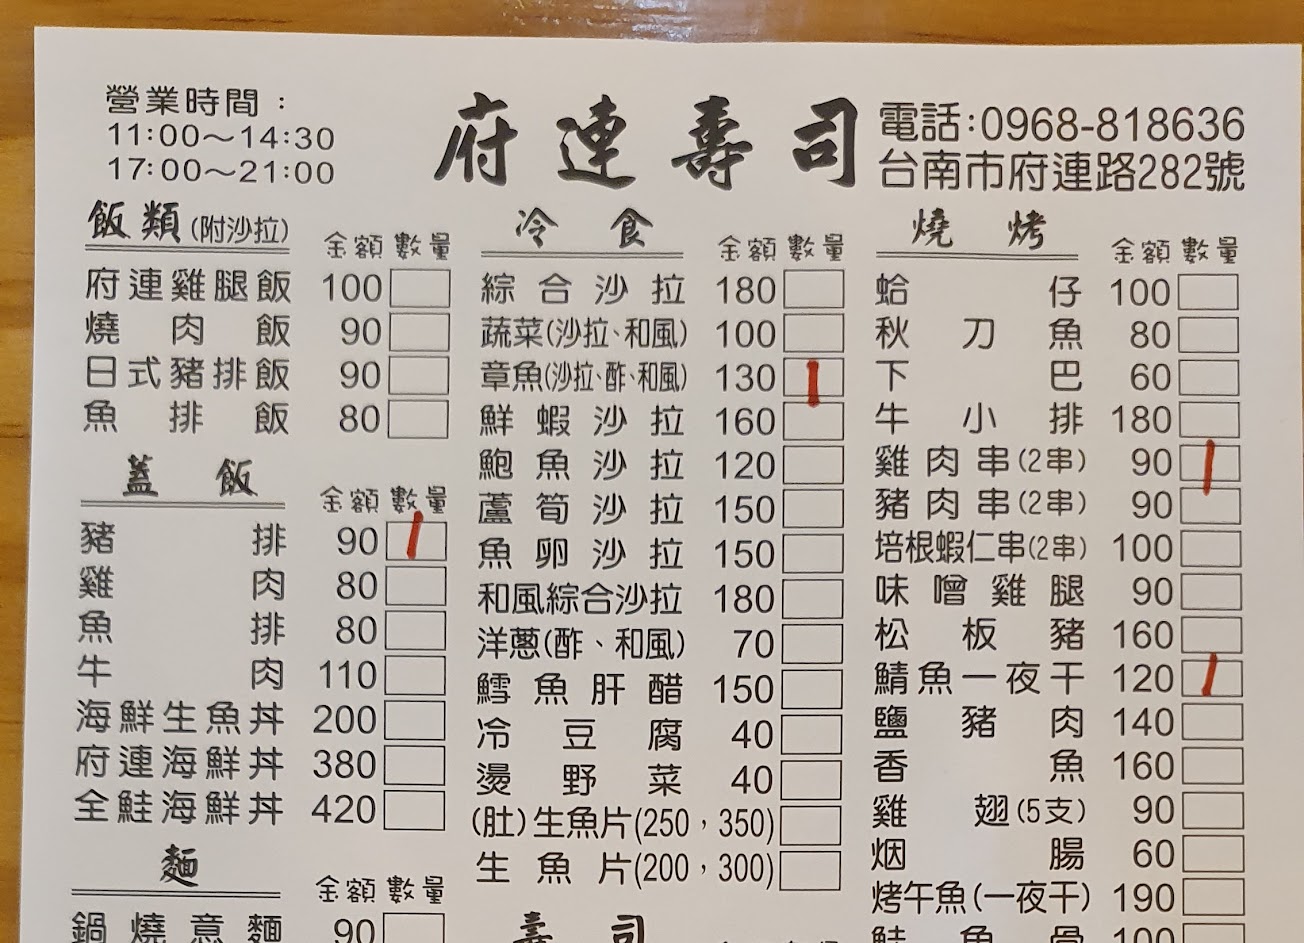 營業時間：
11:00～14:30
17:00～21:00
府連壽司
電話:0968-818636
台南市府連路282號
飯類(附沙拉) 金額 數量
府連雞腿飯 100
燒肉飯 90
日式豬排飯 90
魚排飯 80
蓋飯 金額 數量
豬排 90
雞肉 80
魚排 80
牛肉 110
海鮮生魚丼 200
府連海鮮丼 380
全鮭海鮮丼 420
麵 金額 數量
鍋燒意麵 90
冷食 金額 數量
綜合沙拉 180
蔬菜(沙拉、和風) 100
章魚(沙拉、酢、和風) 130
鮮蝦沙拉 160
鮑魚沙拉 120
蘆筍沙拉 150
魚卵沙拉 150
和風綜合沙拉 180
洋蔥(酢、和風) 70
鱈魚肝醋 150
冷豆腐 40
燙野菜 40
(肚)生魚片(250，350)
生魚片(200，300)
壽司 金額 數量
燒烤 金額 數量
蛤仔 100
秋刀魚 80
下巴 60
牛小排 180
雞肉串(2串) 90
豬肉串(2串) 90
培根蝦仁串(2串) 100
味噌雞腿 90
松板豬 160
鯖魚一夜干 120
鹽豬肉 140
香魚 160
雞翅(5支) 90
烟腸 60
烤午魚(一夜干) 190
鮭魚骨 100